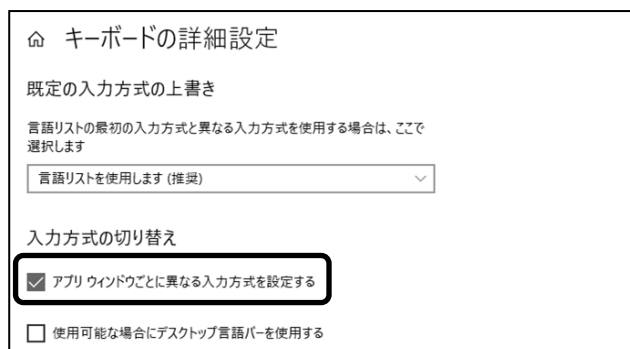 キーボードの詳細設定
既定の入力方式の上書き
言語リストの最初の入力方式と異なる入力方式を使用する場合は、ここで
選択します
言語リストを使用します (推奨)
入力方式の切り替え
アプリ ウィンドウごとに異なる入力方式を設定する
使用可能な場合にデスクトップ言語バーを使用する